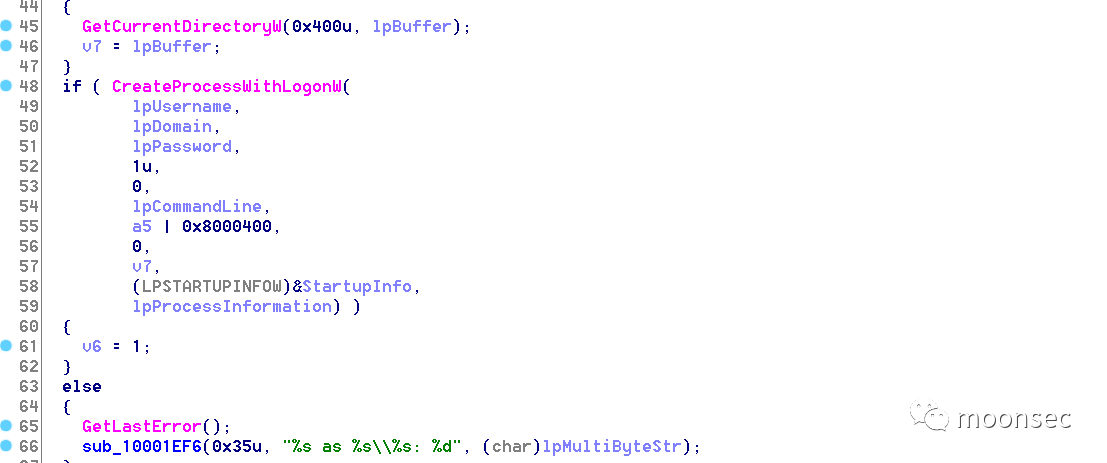 44 {
45 GetCurrentDirectoryW(0x400u, lpBuffer);
46 v7 = lpBuffer;
47 }
48 if ( CreateProcessWithLogonW(
49 lpUsername,
50 lpDomain,
51 lpPassword,
52 1u,
53 0,
54 lpCommandLine,
55 a5 | 0x8000400,
56 0,
57 v7,
58 (LPSTARTUPINFOW)&StartupInfo,
59 lpProcessInformation) )
60 {
61 v6 = 1;
62 }
63 else
64 {
65 GetLastError();
66 sub_10001EF6(0x35u, "%s as %s\\%s: %d", (char)lpMultiByteStr);
moonsec